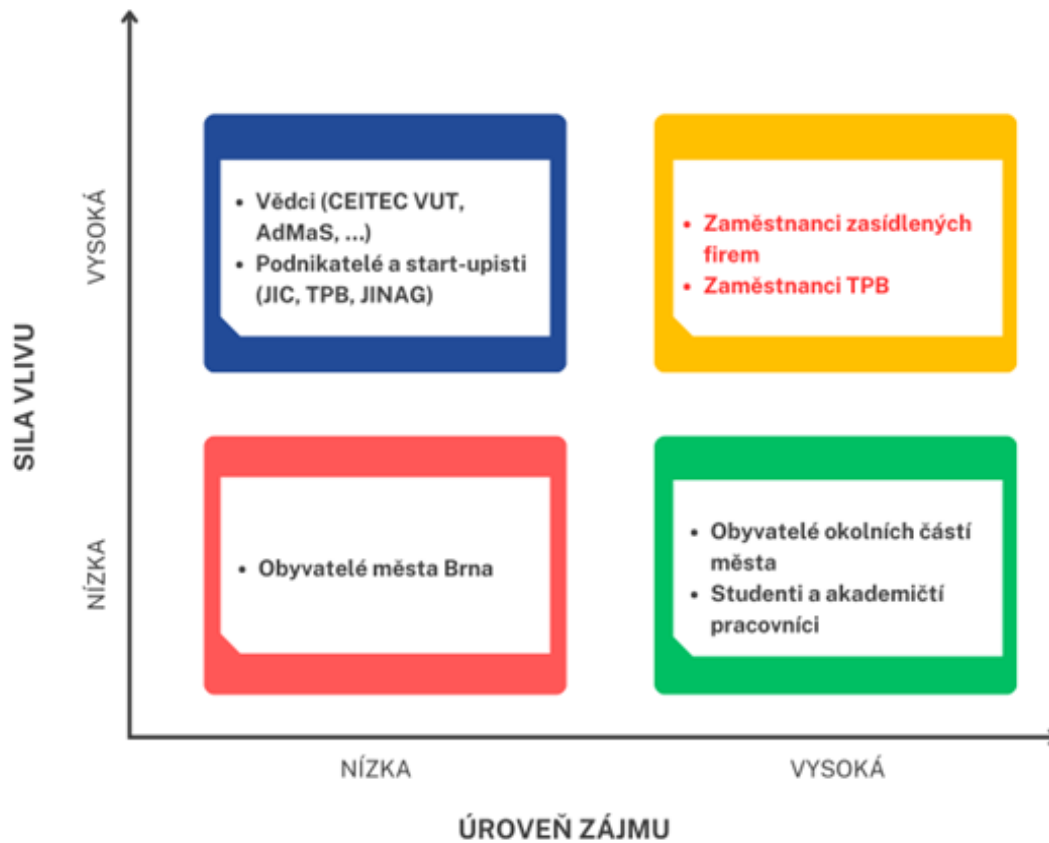 SILA VLIVU
VYSOKÁ
• Vědci (CEITEC VUT,
AdMaS, ...)
• Podnikatelé a start-upisti
(JIC, TPB, JINAG)
• Zaměstnanci zasídlených
firem
• Zaměstnanci TPB
NÍZKA
• Obyvatelé města Brna
• Obyvatelé okolních částí
města
• Studenti a akademičtí
pracovníci
NÍZKA
VYSOKÁ
ÚROVEŇ ZÁJMU